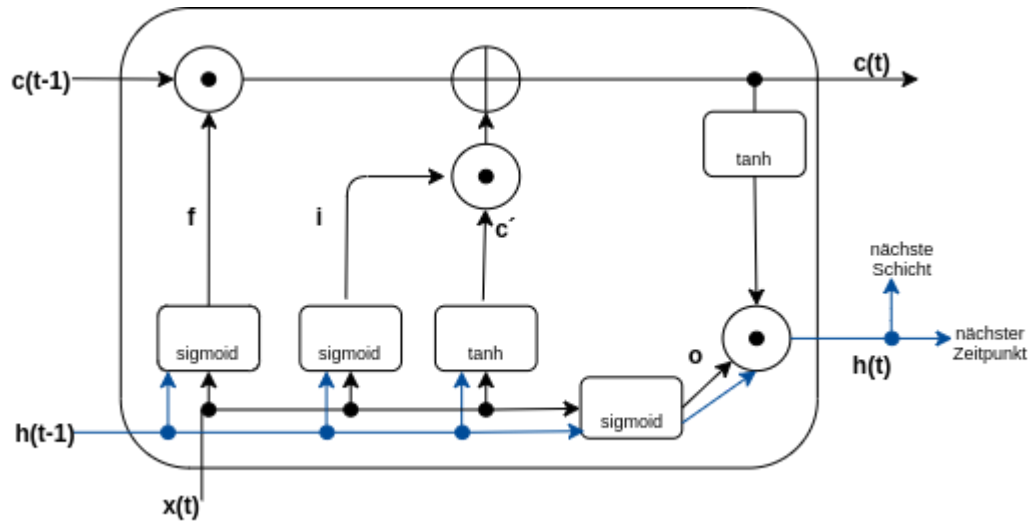 c(t-1)
c(t)
tanh
f
i
c´
nächste
Schicht
sigmoid
sigmoid
tanh
o
nächster
Zeitpunkt
h(t)
sigmoid
h(t-1)
x(t)